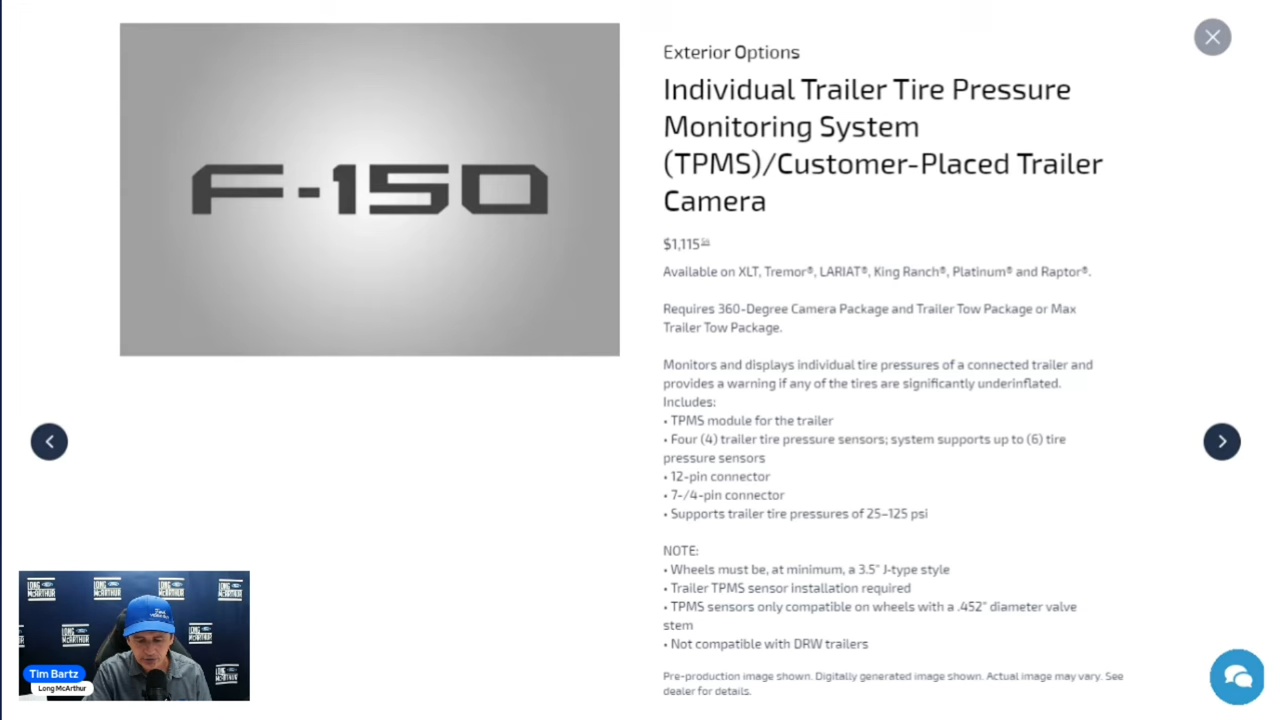 F-150
Exterior Options
Individual Trailer Tire Pressure
Monitoring System
(TPMS)/Customer-Placed Trailer
Camera
$1,115
Available on XLT, Tremor®, LARIAT®, King Ranch®, Platinum® and Raptor®.
Requires 360-Degree Camera Package and Trailer Tow Package or Max
Trailer Tow Package.
Monitors and displays individual tire pressures of a connected trailer and
provides a warning if any of the tires are significantly underinflated.
Includes:
• TPMS module for the trailer
• Four (4) trailer tire pressure sensors; system supports up to (6) tire
pressure sensors
• 12-pin connector
• 7-/4-pin connector
• Supports trailer tire pressures of 25–125 psi
NOTE:
• Wheels must be, at minimum, a 3.5" J-type style
• Trailer TPMS sensor installation required
• TPMS sensors only compatible on wheels with a .452" diameter valve
stem
• Not compatible with DRW trailers
Pre-production image shown. Digitally generated image shown. Actual image may vary. See
dealer for details.
LONG
MCARTHUR
Tim Bartz
Long McArthur